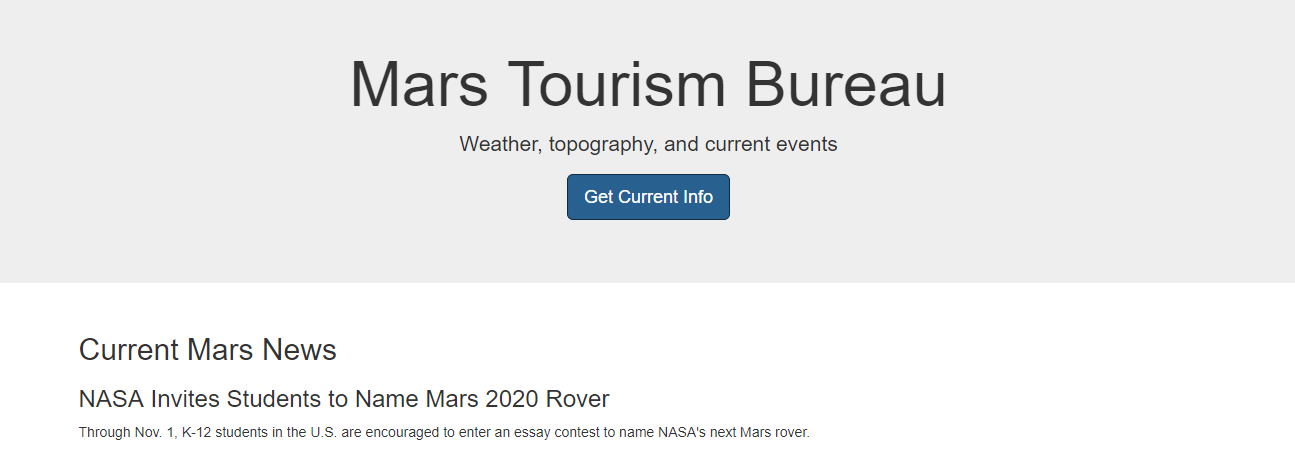 Mars Tourism Bureau
Weather, topography, and current events
Get Current Info
Current Mars News
NASA Invites Students to Name Mars 2020 Rover
Through Nov. 1, K-12 students in the U.S. are encouraged to enter an essay contest to name NASA's next Mars rover.